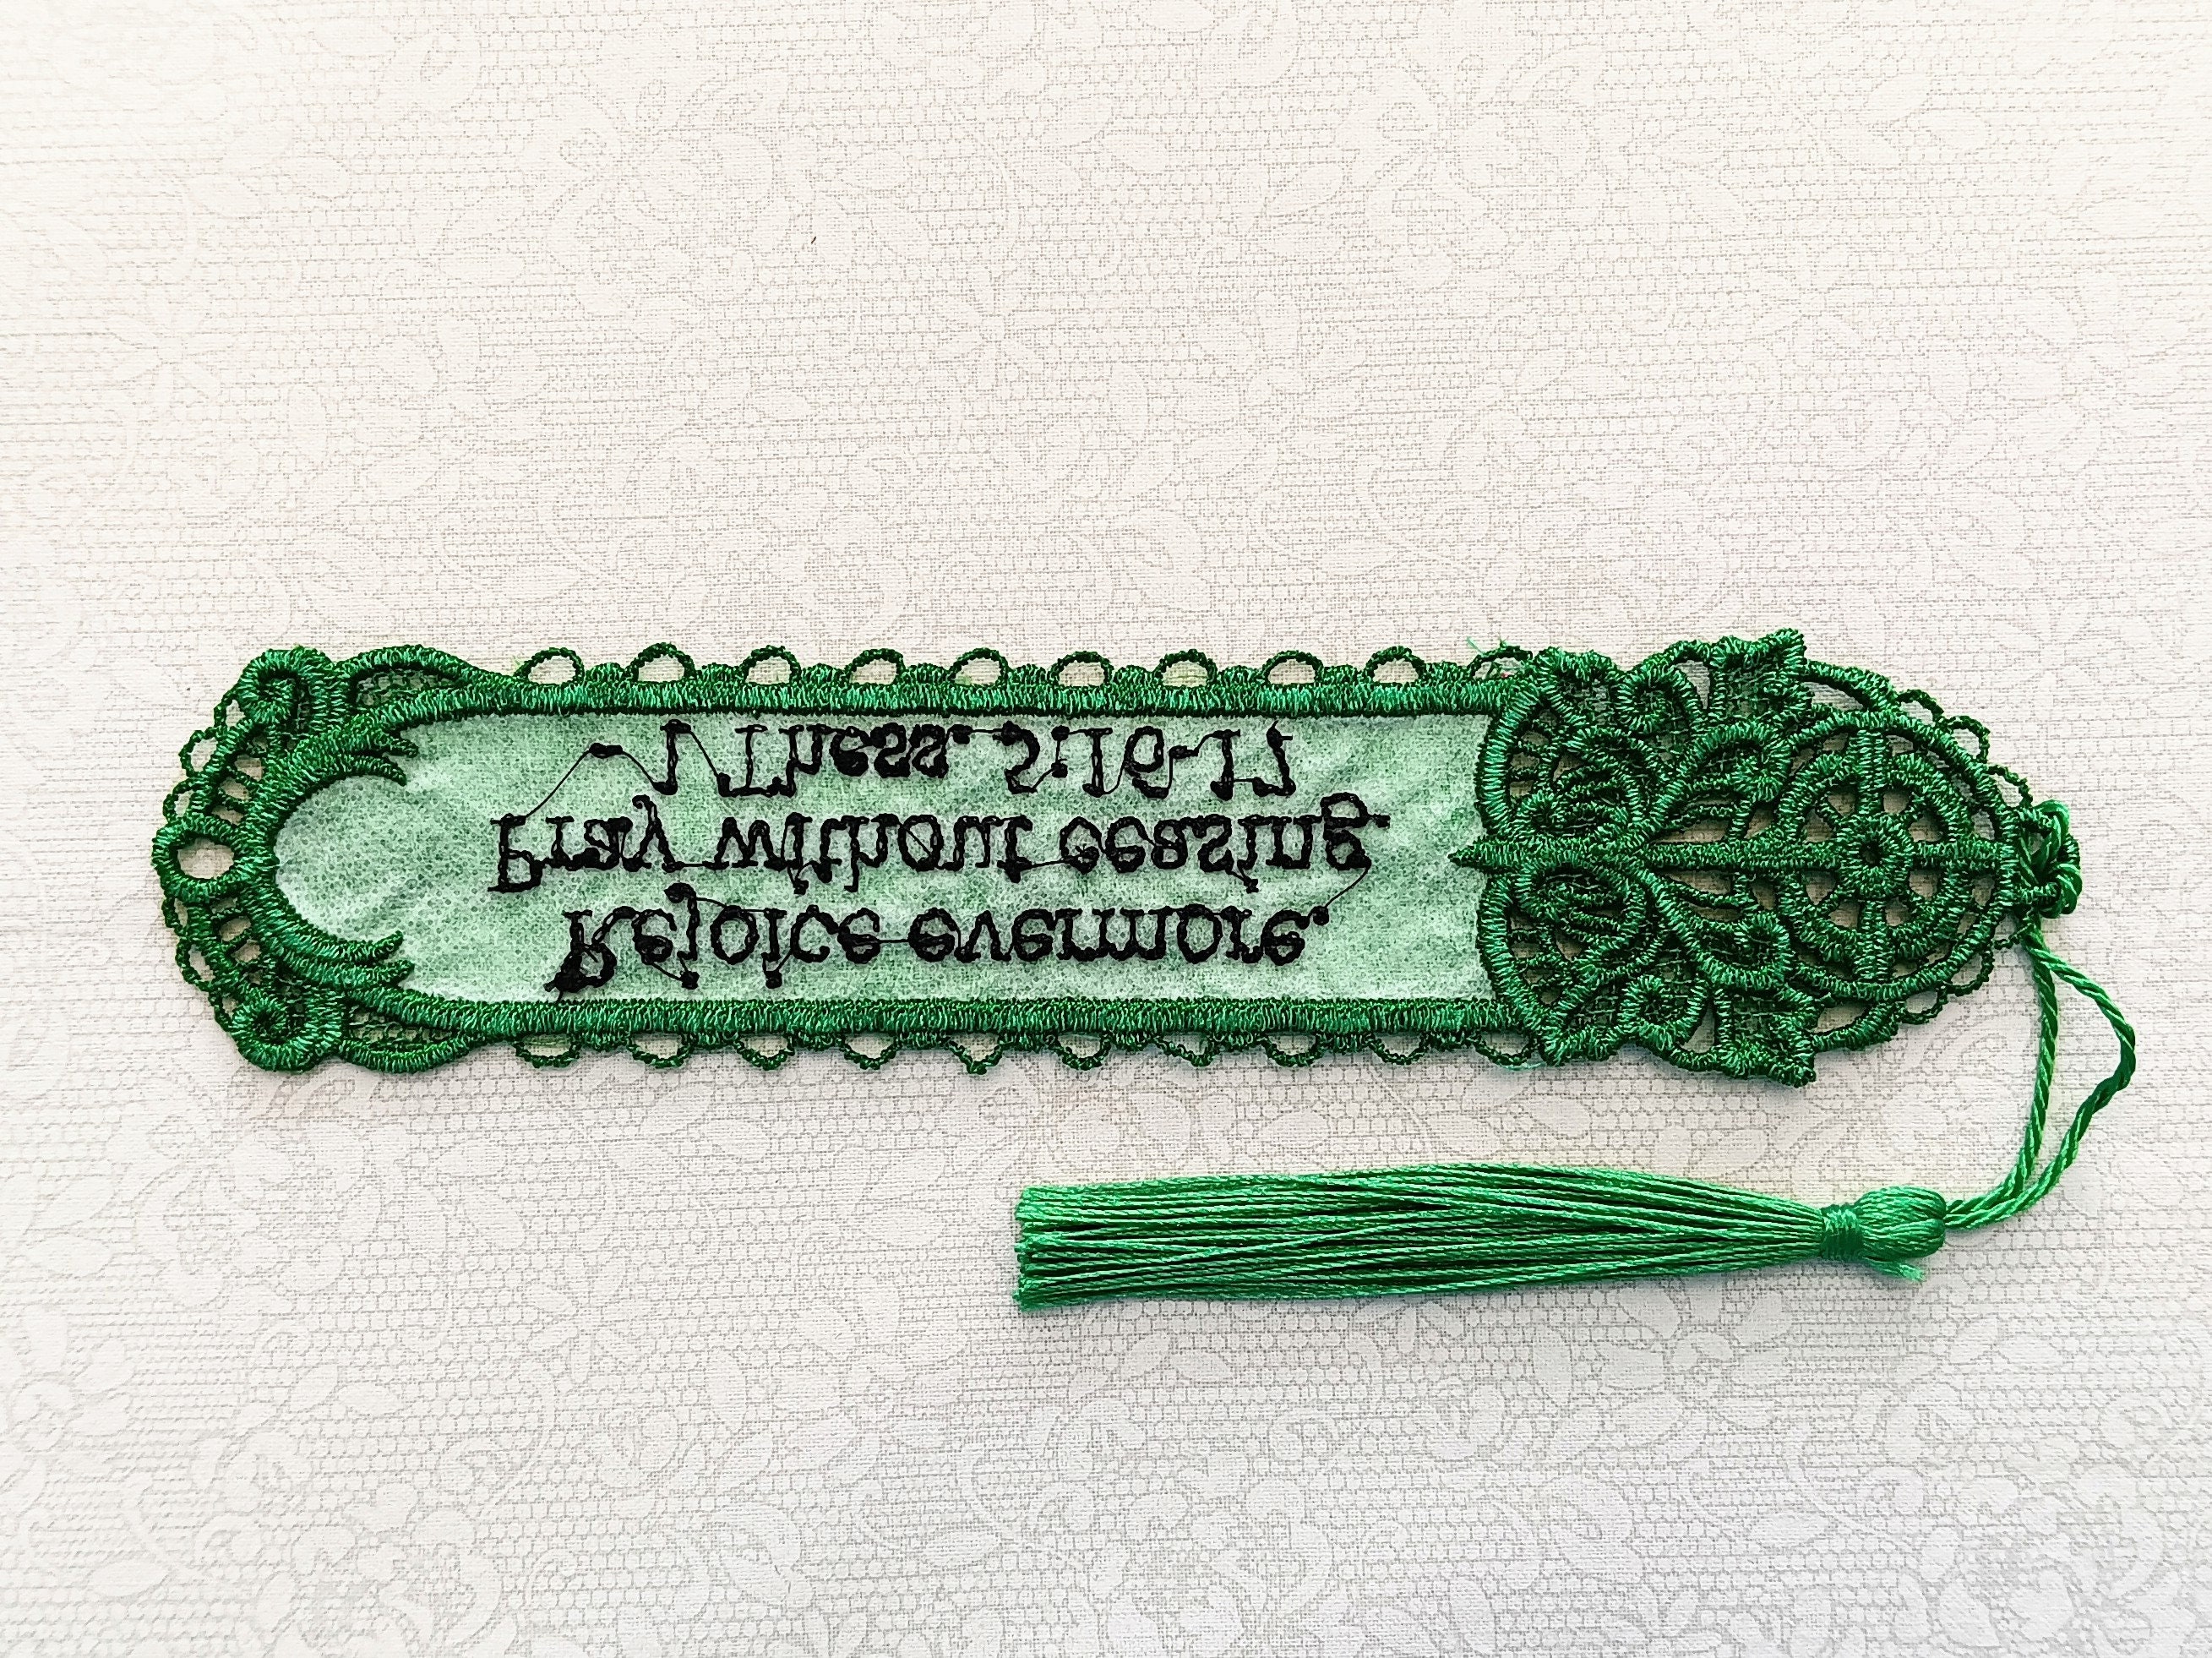 Rejoice evermore.
Pray without ceasing.
- 1 Thess. 5:16-17